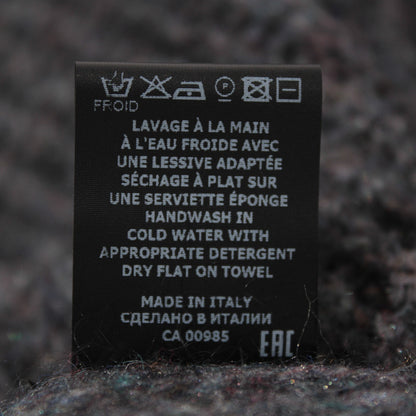 FROID
LAVAGE À LA MAIN
À L'EAU FROIDE AVEC
UNE LESSIVE ADAPTÉE
SÉCHAGE À PLAT SUR
UNE SERVIETTE ÉPONGE
HANDWASH IN
COLD WATER WITH
APPROPRIATE DETERGENT
DRY FLAT ON TOWEL
MADE IN ITALY
СДЕЛАНО В ИТАЛИИ
CA 00985
EAC